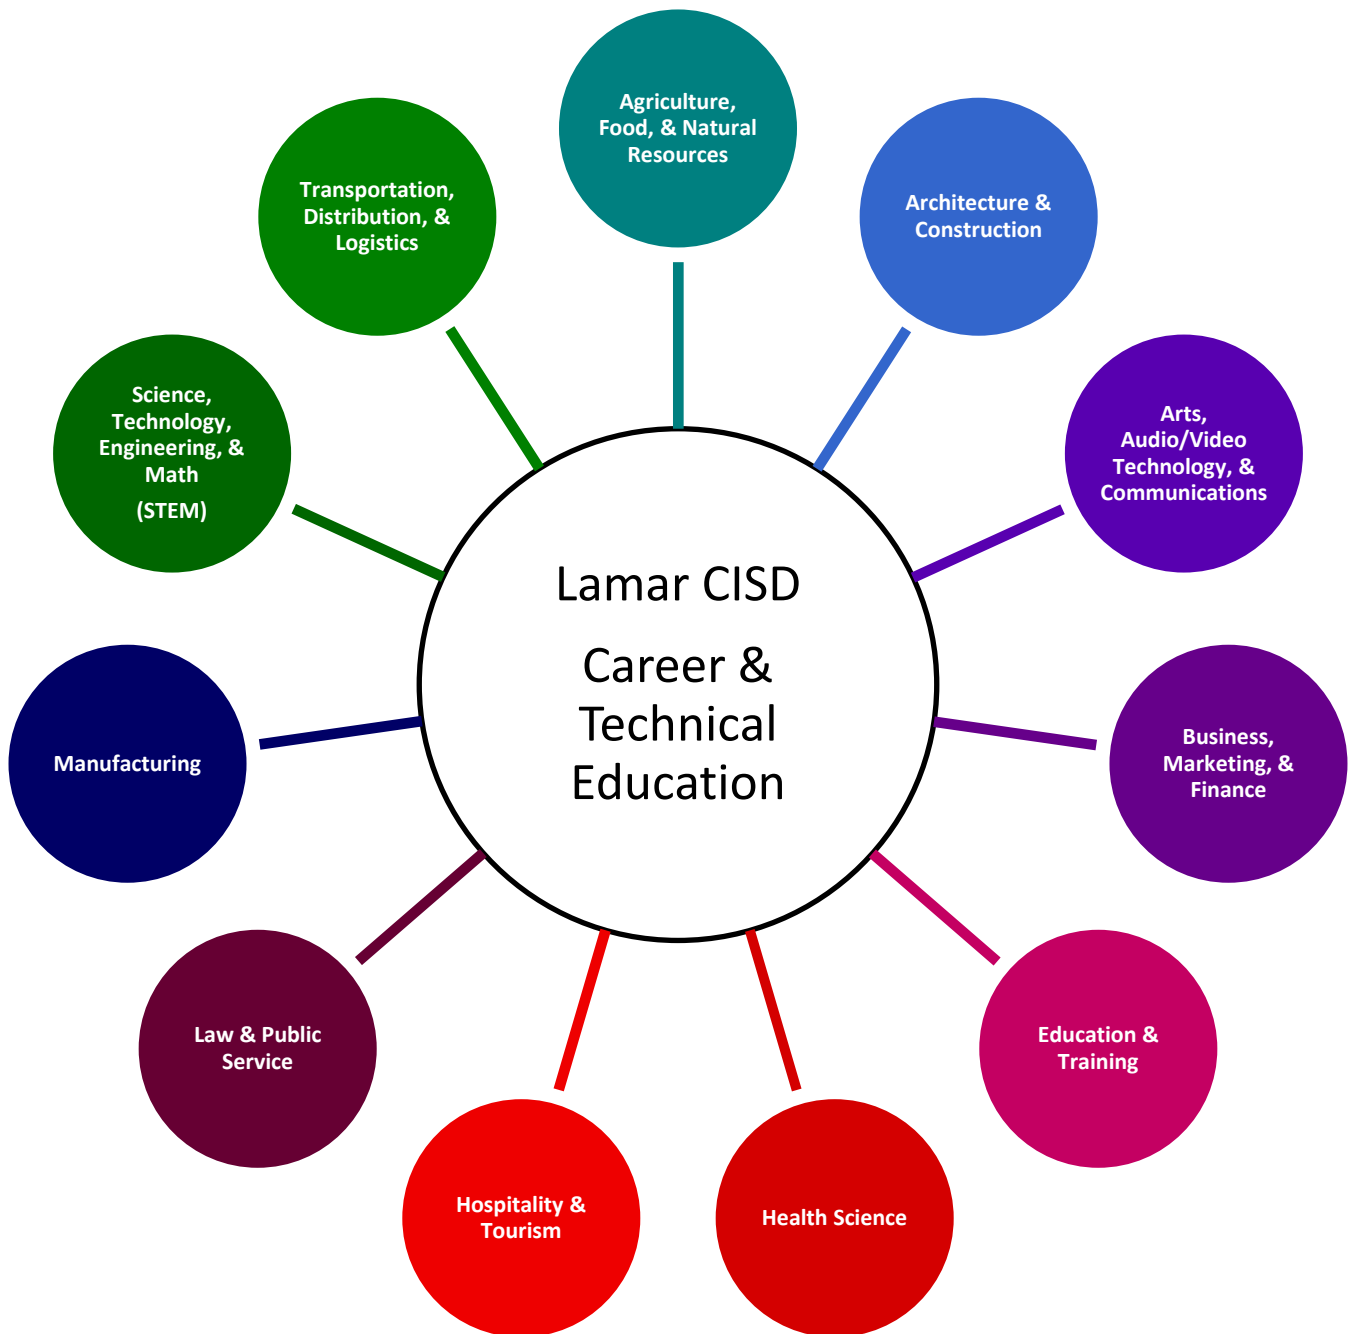 Agriculture,
Food, & Natural
Resources
Architecture &
Construction
Arts,
Audio/Video
Technology, &
Communications
Business,
Marketing, &
Finance
Education &
Training
Health Science
Hospitality &
Tourism
Law & Public
Service
Manufacturing
Science,
Technology,
Engineering, &
Math
(STEM)
Transportation,
Distribution, &
Logistics
Lamar CISD
Career &
Technical
Education